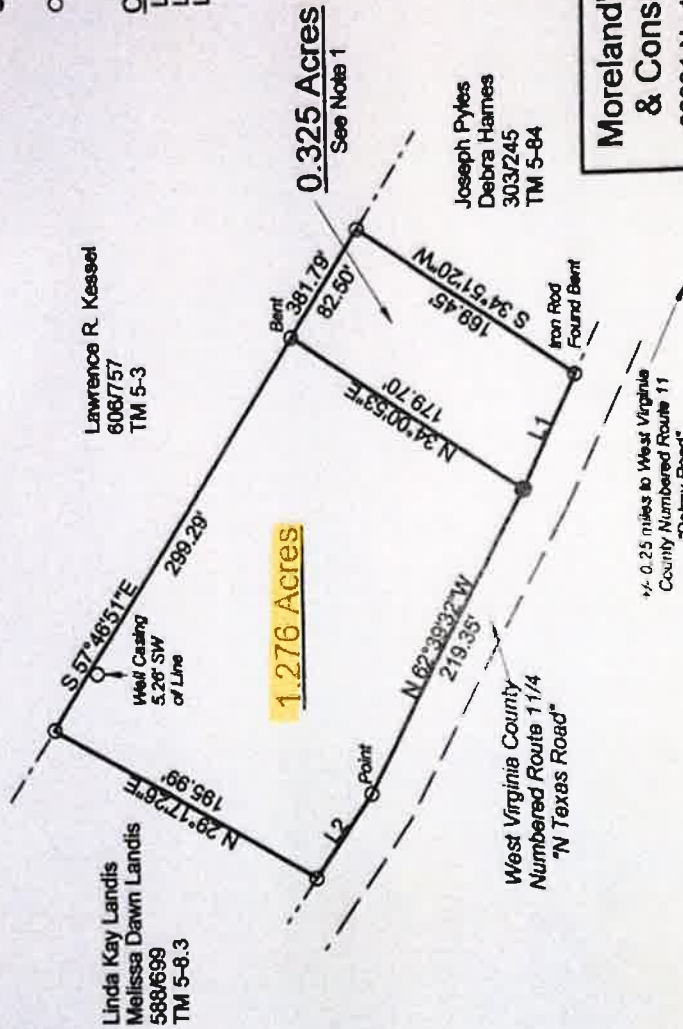 Lawrence R. Kessel
606/757
TM 5-3
0.325 Acres
See Note 1
Linda Kay Landis
Melissa Dawn Landis
588/699
TM 5-8.3
S 57°46'51"E
299.29'
Well Casing
5.26' SW
of Line
Bent
381.79'
82.50'
Joseph Pyles
Debra Hames
303/245
TM 5-84
1.276 Acres
N 29°17'26"E
195.99'
N 34°00'53"E
179.70'
S 34°51'20"W
169.45'
Iron Rod
Found Bent
L1
L2
Point
N 62°39'32"W
219.35'
West Virginia County
Numbered Route 11/4
"N Texas Road"
+/- 0.25 miles to West Virginia
County Numbered Route 11
Moreland
& Cons